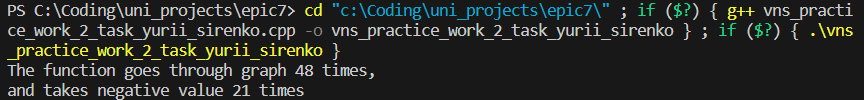 PS C:\Coding\uni_projects\epic7> cd "c:\Coding\uni_projects\epic7\" ; if ($?) { g++ vns_practi
ce_work_2_task_yurii_sirenko.cpp -o vns_practice_work_2_task_yurii_sirenko } ; if ($?) { .\vns
_practice_work_2_task_yurii_sirenko }
The function goes through graph 48 times,
and takes negative value 21 times